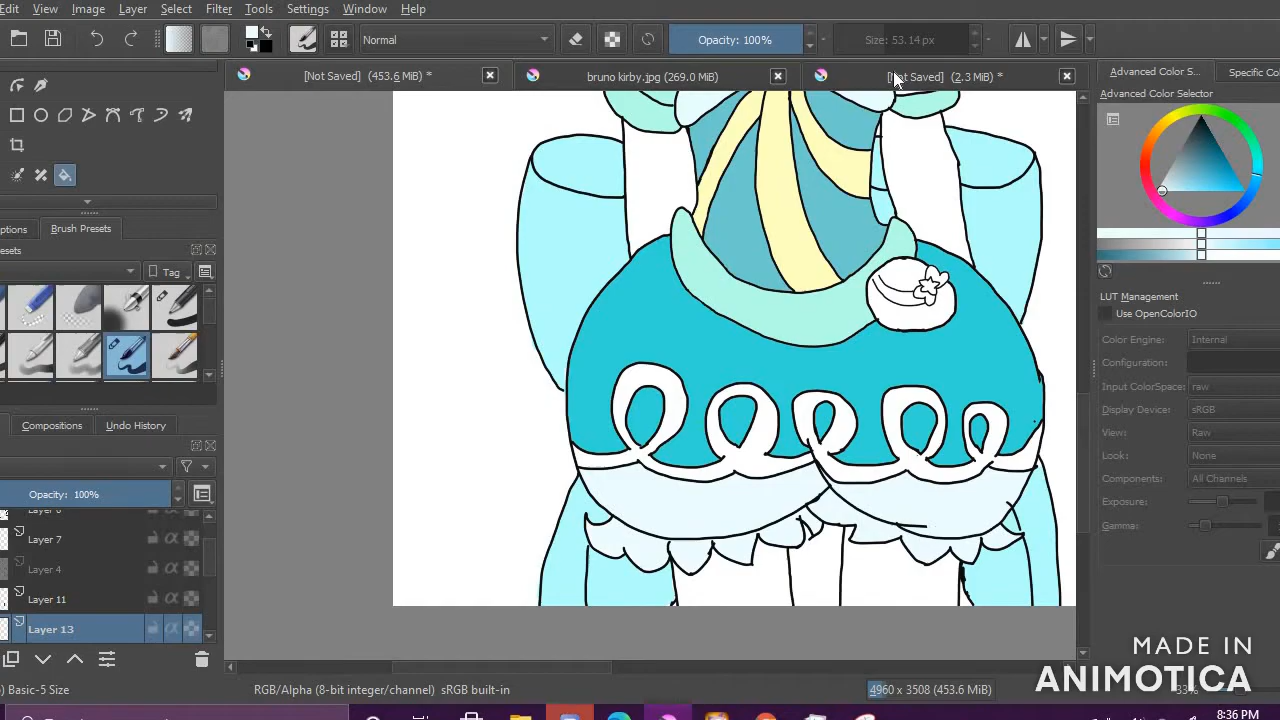 Edit View Image Layer Select Filter Tools Settings Window Help
Normal Opacity: 100% Size: 53.14 px
[Not Saved] (453.6 MiB) * bruno kirby.jpg (269.0 MiB) [Not Saved] (2.3 MiB) * Advanced Color S... Specific Co
Advanced Color Selector
ptions Brush Presets
esets
Tag
LUT Management
Use OpenColorIO
Color Engine: Internal
Configuration:
Input ColorSpace: raw
Display Device: sRGB
View: Raw
Look: None
Components: All Channels
Exposure:
Gamma:
Compositions Undo History
Opacity: 100%
Layer 7
Layer 4
Layer 11
Layer 13
) Basic-5 Size RGB/Alpha (8-bit integer/channel) sRGB built-in 4960 x 3508 (453.6 MiB) 33%
MADE IN
ANIMOTICA
8:36 PM